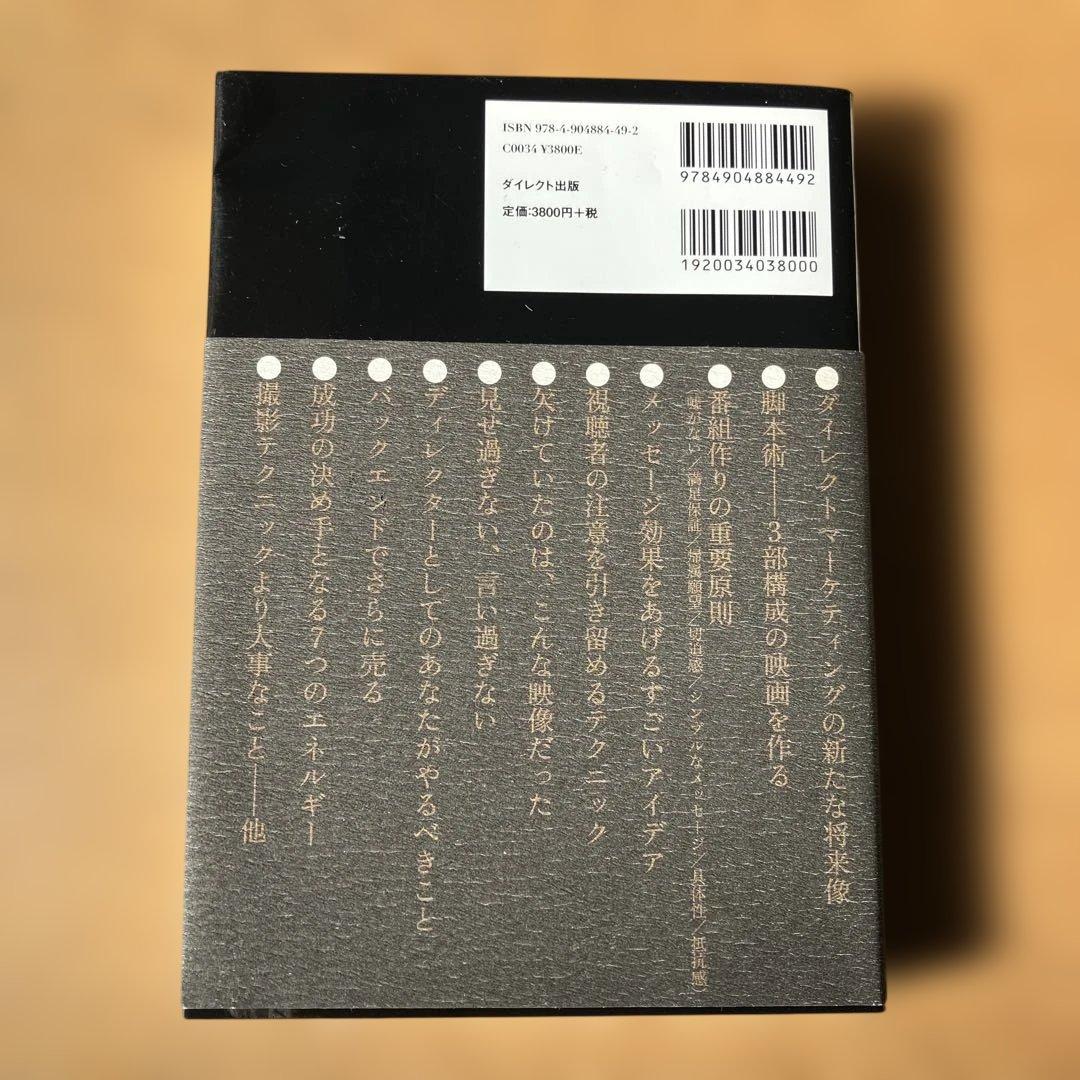 ISBN 978-4-904884-49-2
C0034 ¥3800E
ダイレクト出版
定価:3800円+税
9784904884492
1920034038000
●ダイレクトマーケティングの新たな将来像
●脚本術――3部構成の映画を作る
●番組作りの重要原則
(嘘がない/満足保証/帰属願望/切迫感/シンプルなメッセージ/具体性/抵抗感)
●メッセージ効果をあげるすごいアイデア
●視聴者の注意を引き留めるテクニック
●欠けていたのは、こんな映像だった
●見せ過ぎない、言い過ぎない
●ディレクターとしてのあなたがやるべきこと
●バックエンドでさらに売る
●成功の決め手となる7つのエネルギー
●撮影テクニックより大事なこと――他